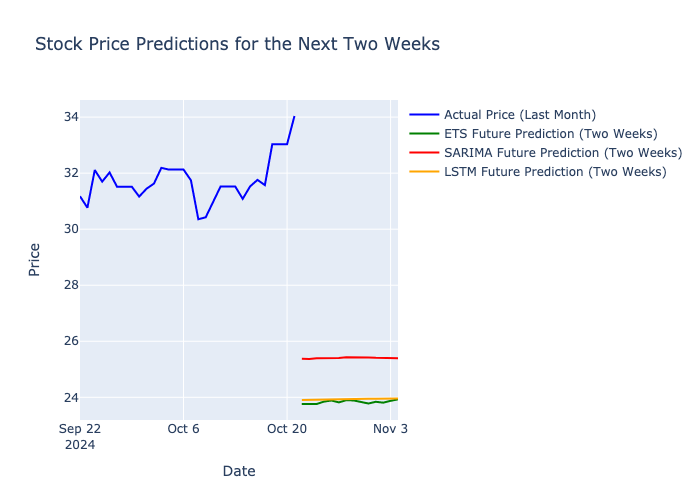 Stock Price Predictions for the Next Two Weeks
Actual Price (Last Month)
ETS Future Prediction (Two Weeks)
SARIMA Future Prediction (Two Weeks)
LSTM Future Prediction (Two Weeks)
34
32
30
28
26
24
Price
Sep 22
2024
Oct 6
Oct 20
Nov 3
Date